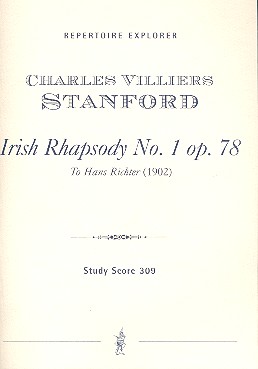 REPERTOIRE EXPLORER
CHARLES VILLIERS
STANFORD
Irish Rhapsody No. 1 op. 78
To Hans Richter (1902)
Study Score 309